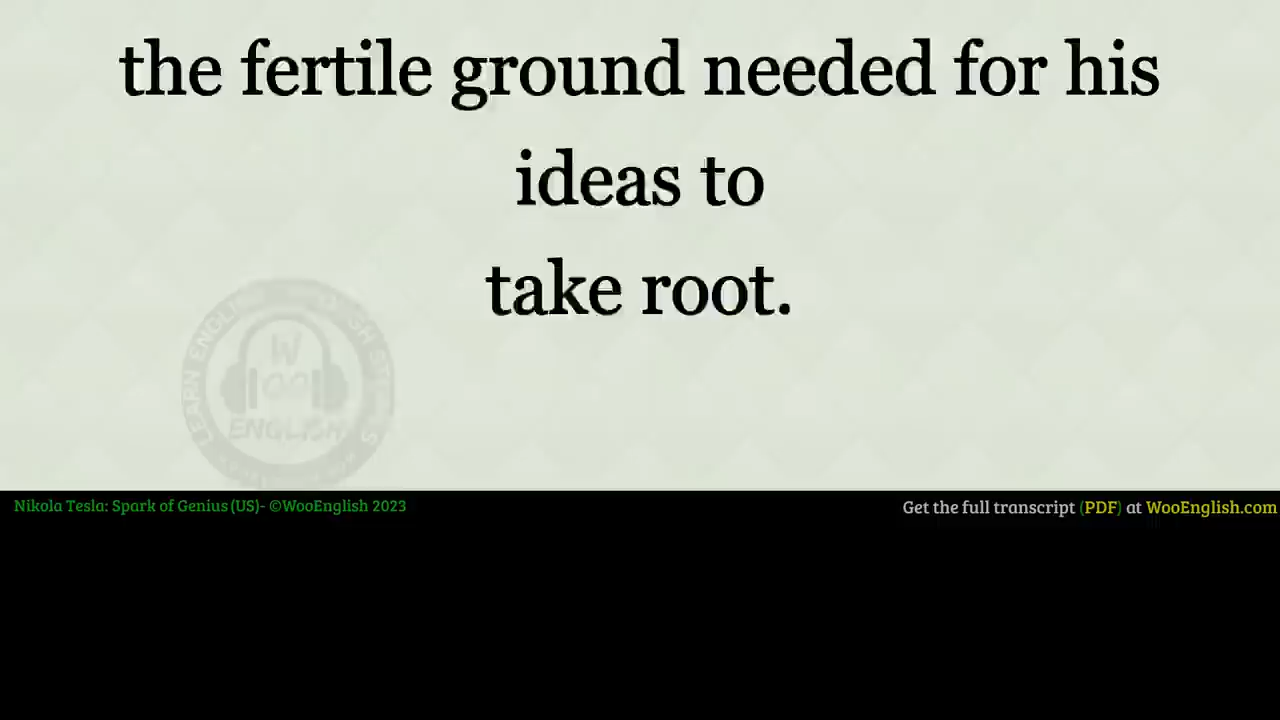 the fertile ground needed for his
ideas to
take root.
W
ENGLISH
Nikola Tesla: Spark of Genius (US)- ©WooEnglish 2023
Get the full transcript (PDF) at WooEnglish.com